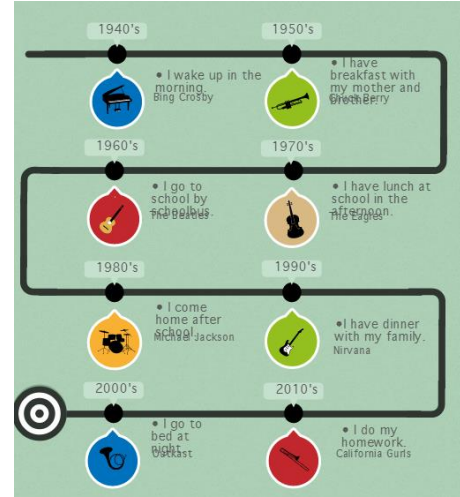 1940's
• I wake up in the
morning.
Bing Crosby
1950's
• I have
breakfast with
my mother and
brother.
Chuck Berry
1960's
• I go to
school by
schoolbus.
The Beatles
1970's
• I have lunch at
school in the
afternoon.
The Eagles
1980's
• I come
home after
school.
Michael Jackson
1990's
•I have dinner
with my family.
Nirvana
2000's
• I go to
bed at
night.
Outkast
2010's
• I do my
homework.
California Gurls